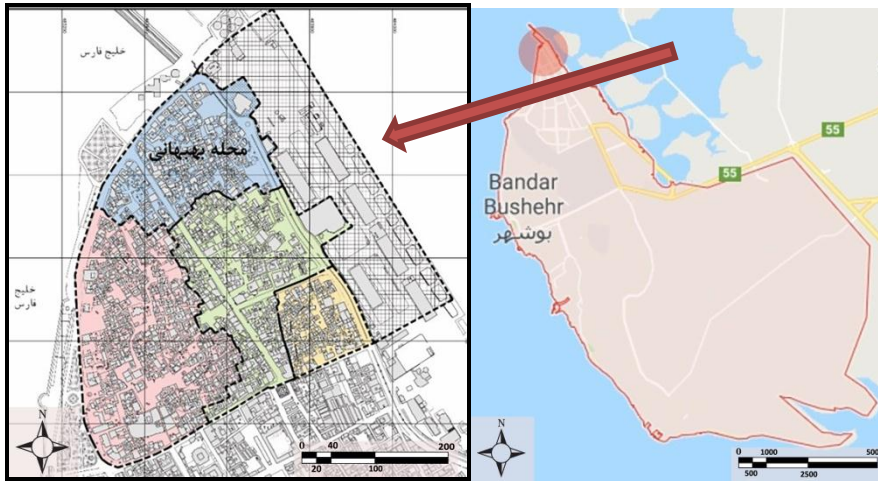 خلیج فارس
محله بهبهانی
خلیج
فارس
N
0 40 200
20 100
55
55
Bandar
Bushehr
بوشهر
N
0 1000 500
500 2500